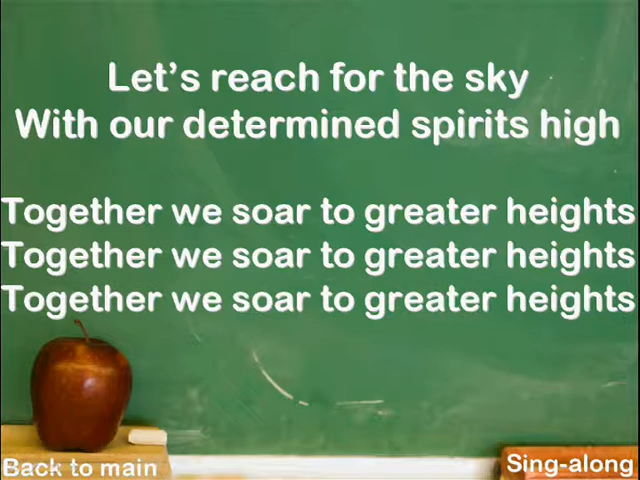 Let's reach for the sky
With our determined spirits high
Together we soar to greater heights
Together we soar to greater heights
Together we soar to greater heights
Back to main
Sing-along